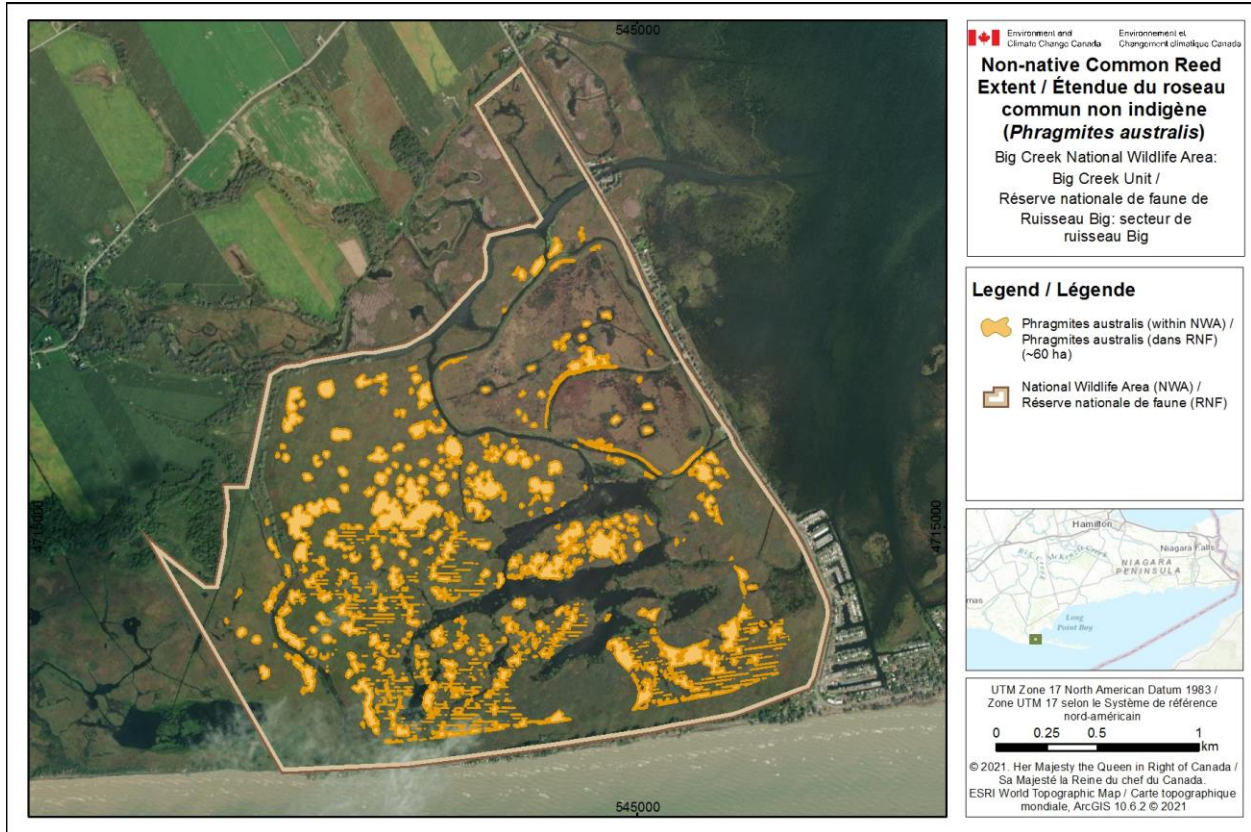 545000
4715000
4715000
545000
Environment and Climate Change Canada
Environnement et Changement climatique Canada
Non-native Common Reed
Extent / Étendue du roseau
commun non indigène
(Phragmites australis)
Big Creek National Wildlife Area:
Big Creek Unit /
Réserve nationale de faune de
Ruisseau Big: secteur de
ruisseau Big
Legend / Légende
Phragmites australis (within NWA) /
Phragmites australis (dans RNF)
(~60 ha)
National Wildlife Area (NWA) /
Réserve nationale de faune (RNF)
Hamilton
Big Creek
McKenzie Creek
Niagara Falls
NIAGARA
PENINSULA
mas
Long
Point Bay
UTM Zone 17 North American Datum 1983 /
Zone UTM 17 selon le Système de référence
nord-américain
0 0.25 0.5 1
km
© 2021. Her Majesty the Queen in Right of Canada /
Sa Majesté la Reine du chef du Canada.
ESRI World Topographic Map / Carte topographique
mondiale, ArcGIS 10.6.2 © 2021